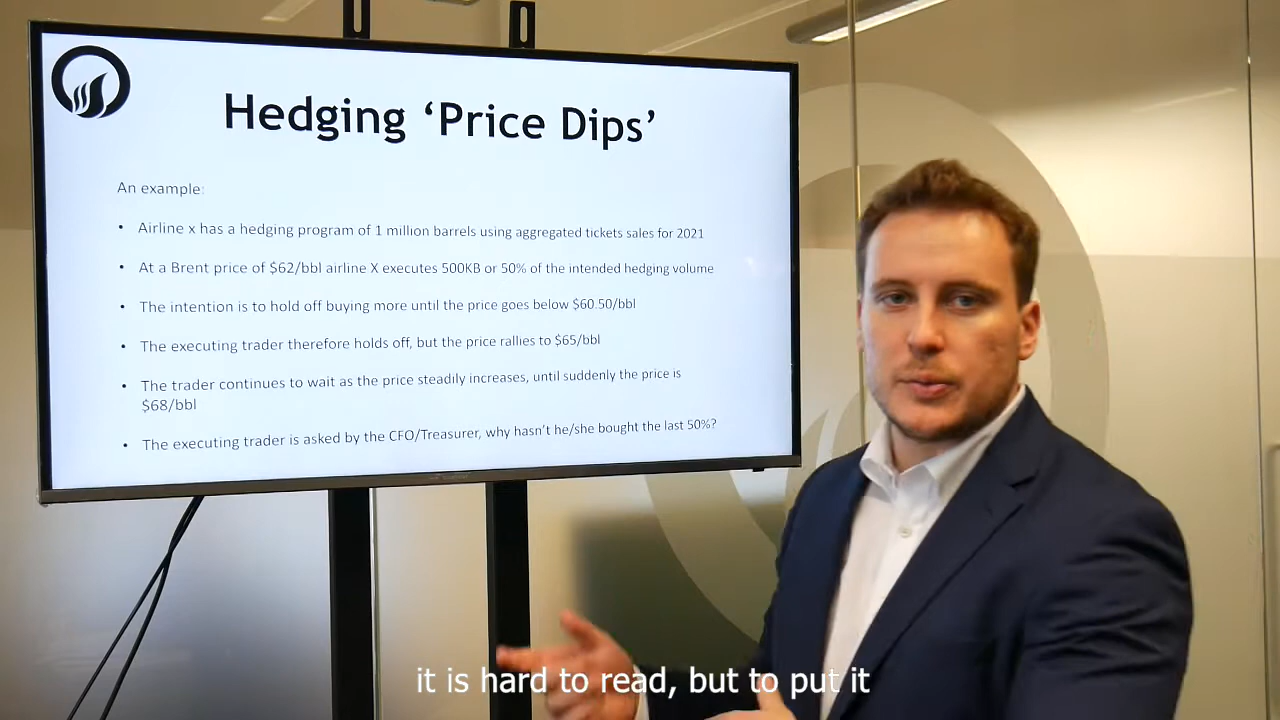 Hedging ‘Price Dips’
An example:
• Airline x has a hedging program of 1 million barrels using aggregated tickets sales for 2021
• At a Brent price of $62/bbl airline X executes 500KB or 50% of the intended hedging volume
• The intention is to hold off buying more until the price goes below $60.50/bbl
• The executing trader therefore holds off, but the price rallies to $65/bbl
• The trader continues to wait as the price steadily increases, until suddenly the price is
$68/bbl
• The executing trader is asked by the CFO/Treasurer, why hasn't he/she bought the last 50%?
it is hard to read, but to put it